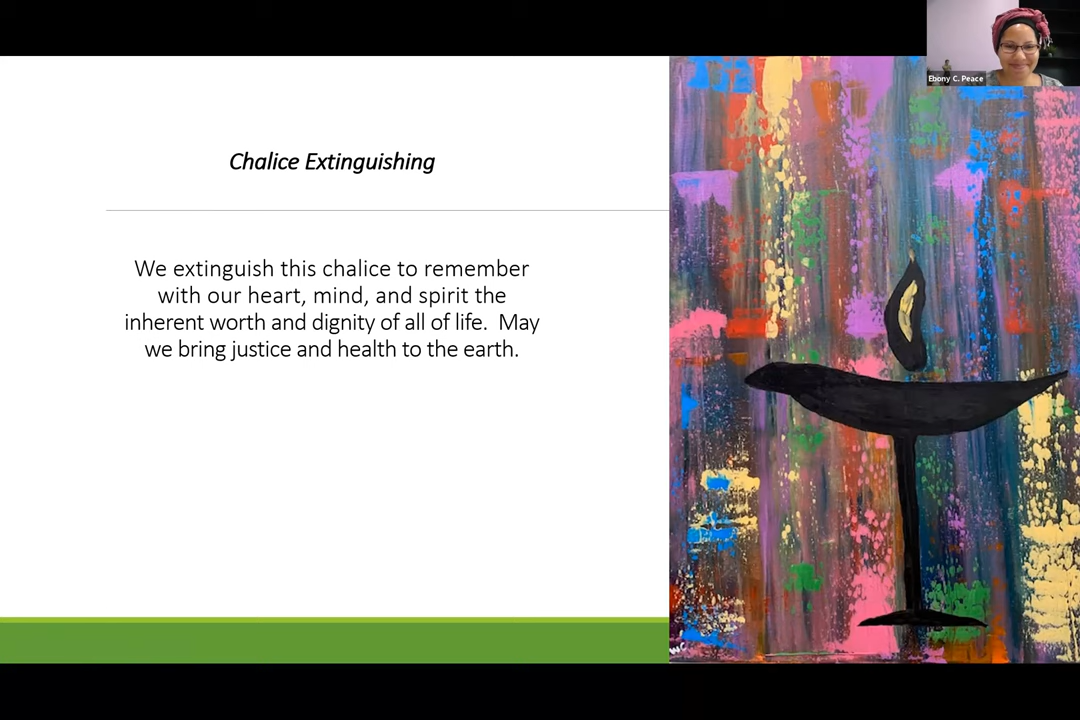 Ebony C. Peace
Chalice Extinguishing
We extinguish this chalice to remember
with our heart, mind, and spirit the
inherent worth and dignity of all of life.  May
we bring justice and health to the earth.